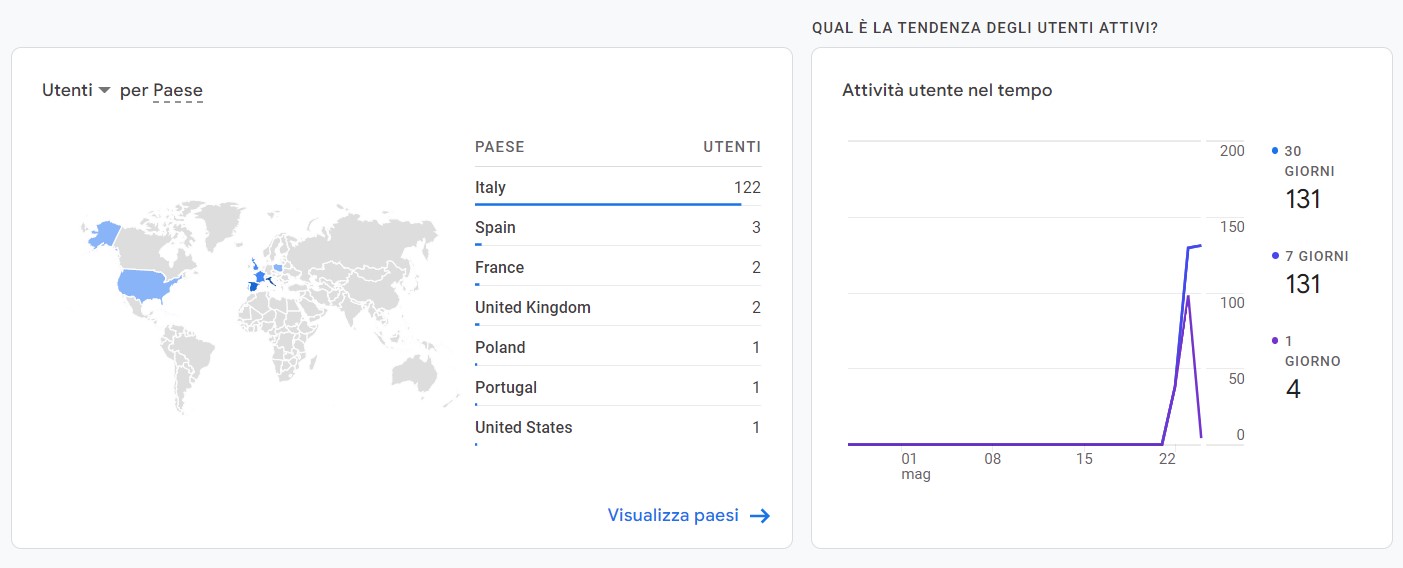 QUAL È LA TENDENZA DEGLI UTENTI ATTIVI?
Utenti per Paese
PAESE UTENTI
Italy 122
Spain 3
France 2
United Kingdom 2
Poland 1
Portugal 1
United States 1
Visualizza paesi
Attività utente nel tempo
200
150
100
50
0
01
mag
08
15
22
30
GIORNI
131
7 GIORNI
131
1
GIORNO
4